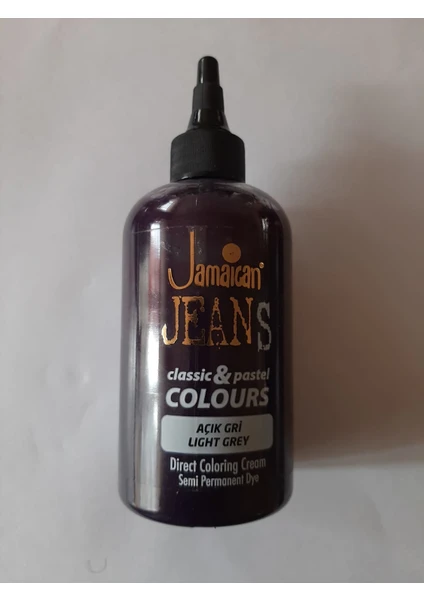 Jamaican®
JEANS
classic & pastel
COLOURS
AÇIK GRİ
LIGHT GREY
Direct Coloring Cream
Semi Permanent Dye